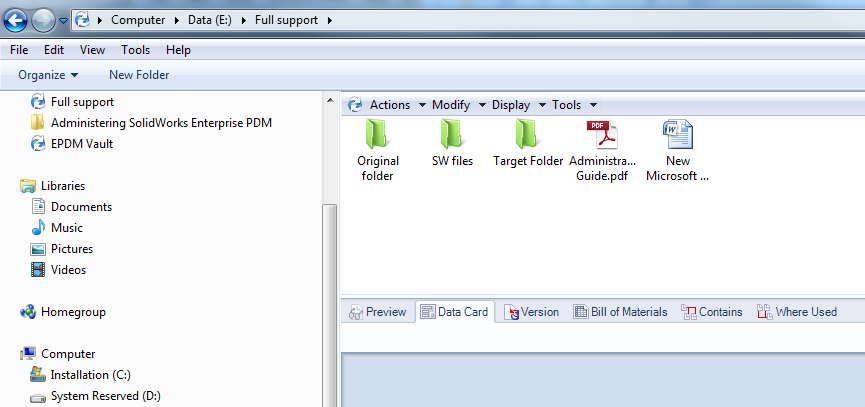 Computer ▸ Data (E:) ▸ Full support ▸
File Edit View Tools Help
Organize ▾ New Folder
Full support
Administering SolidWorks Enterprise PDM
EPDM Vault
Libraries
Documents
Music
Pictures
Videos
Homegroup
Computer
Installation (C:)
System Reserved (D:)
Actions Modify Display Tools
Original folder
SW files
Target Folder
Administra... Guide.pdf
New Microsoft ...
Preview Data Card Version Bill of Materials Contains Where Used